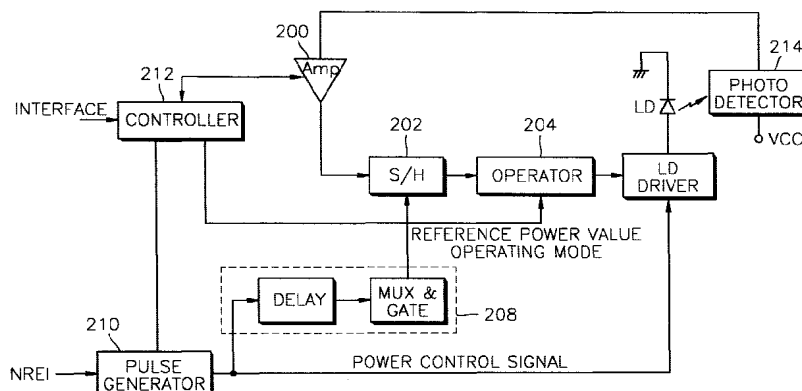 200
Amp
214
PHOTO
DETECTOR
LD
VCC
212
INTERFACE
CONTROLLER
202
S/H
204
OPERATOR
LD
DRIVER
REFERENCE POWER VALUE
OPERATING MODE
DELAY
MUX &
GATE
208
210
NREI
PULSE
GENERATOR
POWER CONTROL SIGNAL